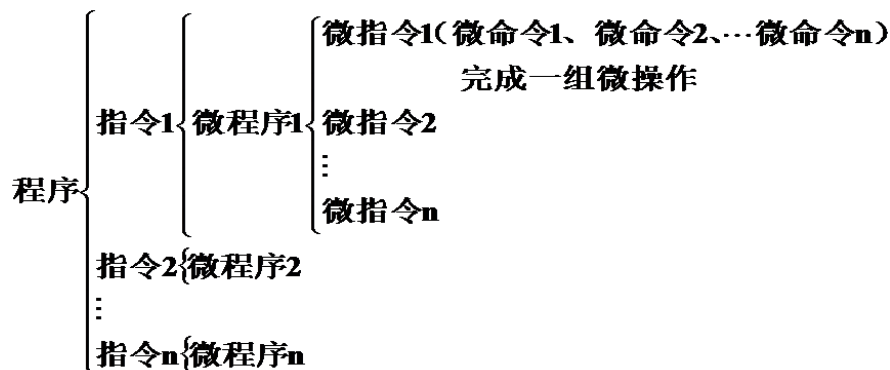 微指令1(微命令1、微命令2、…微命令n)
完成一组微操作
指令1{微程序1{微指令2
⋮
程序{
微指令n
指令2{微程序2
⋮
指令n{微程序n